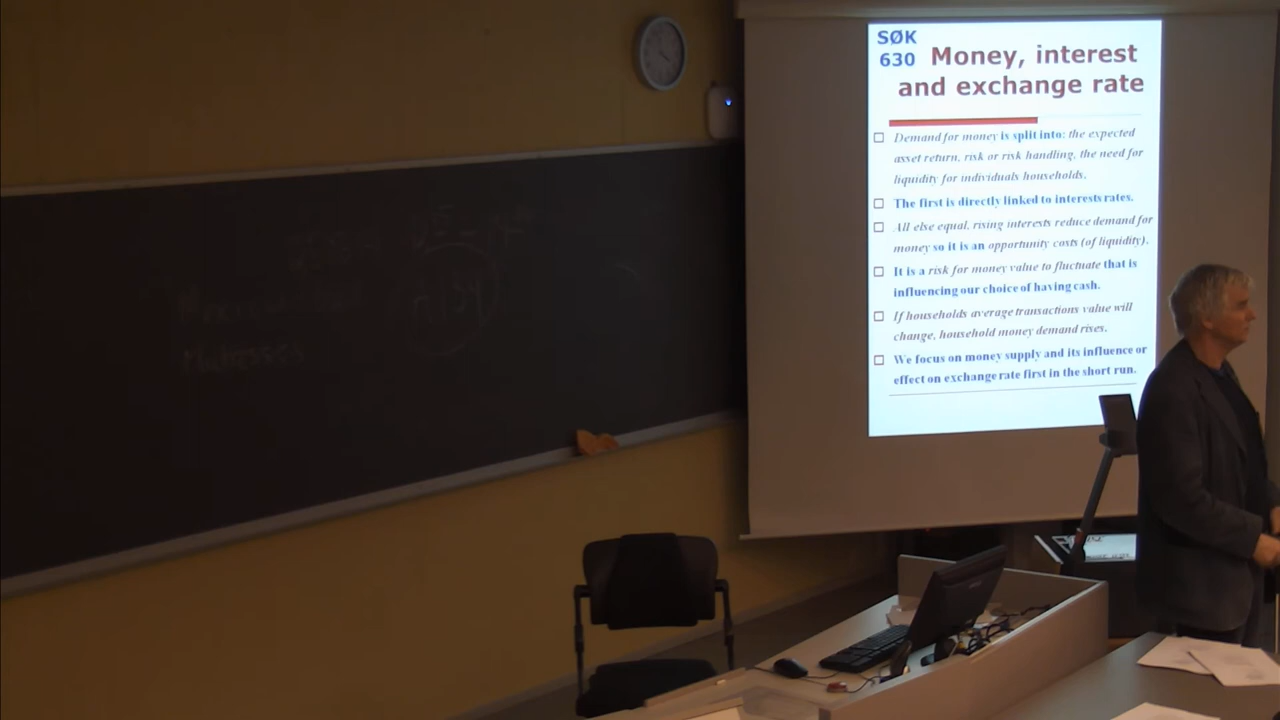 SØK
630
Money, interest
and exchange rate
Demand for money is split into: the expected
asset return, risk or risk handling, the need for
liquidity for individuals households.
The first is directly linked to interests rates.
All else equal, rising interests reduce demand for
money so it is an opportunity costs (of liquidity).
It is a risk for money value to fluctuate that is
influencing our choice of having cash.
If households average transactions value will
change, household money demand rises.
We focus on money supply and its influence or
effect on exchange rate first in the short run.